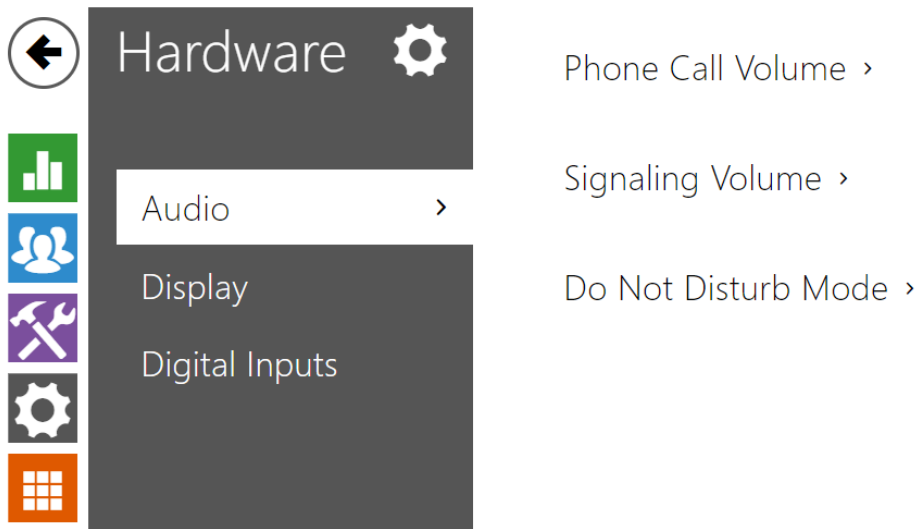 Hardware
Audio
Display
Digital Inputs
Phone Call Volume
Signaling Volume
Do Not Disturb Mode